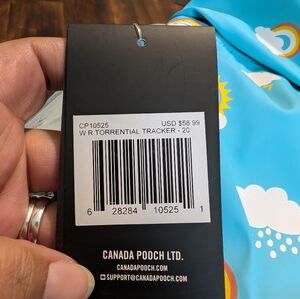 CP10525 USD $58.99
W R TORRENTIAL TRACKER - 20
6 28284 10525 1
CANADA POOCH LTD.
CANADAPOOCH.COM
SUPPORT@CANADAPOOCH.COM